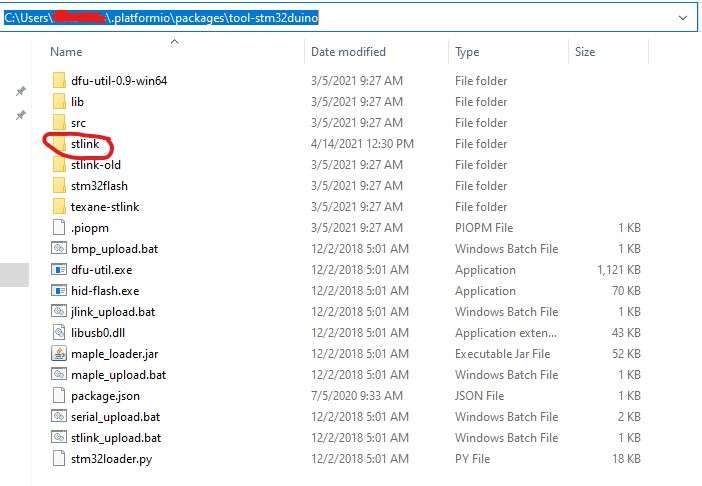 C:\Users\ \.platformio\packages\tool-stm32duino
Name Date modified Type Size
dfu-util-0.9-win64 3/5/2021 9:27 AM File folder
lib 3/5/2021 9:27 AM File folder
src 3/5/2021 9:27 AM File folder
stlink 4/14/2021 12:30 PM File folder
stlink-old 3/5/2021 9:27 AM File folder
stm32flash 3/5/2021 9:27 AM File folder
texane-stlink 3/5/2021 9:27 AM File folder
.piopm 3/5/2021 9:27 AM PIOPM File 1 KB
bmp_upload.bat 12/2/2018 5:01 AM Windows Batch File 1 KB
dfu-util.exe 12/2/2018 5:01 AM Application 1,121 KB
hid-flash.exe 12/2/2018 5:01 AM Application 70 KB
jlink_upload.bat 12/2/2018 5:01 AM Windows Batch File 1 KB
libusb0.dll 12/2/2018 5:01 AM Application exten... 43 KB
maple_loader.jar 12/2/2018 5:01 AM Executable Jar File 52 KB
maple_upload.bat 12/2/2018 5:01 AM Windows Batch File 1 KB
package.json 7/5/2020 9:33 AM JSON File 1 KB
serial_upload.bat 12/2/2018 5:01 AM Windows Batch File 2 KB
stlink_upload.bat 12/2/2018 5:01 AM Windows Batch File 1 KB
stm32loader.py 12/2/2018 5:01 AM PY File 18 KB